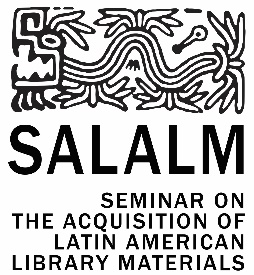 SALALM
SEMINAR ON
THE ACQUISITION OF
LATIN AMERICAN
LIBRARY MATERIALS